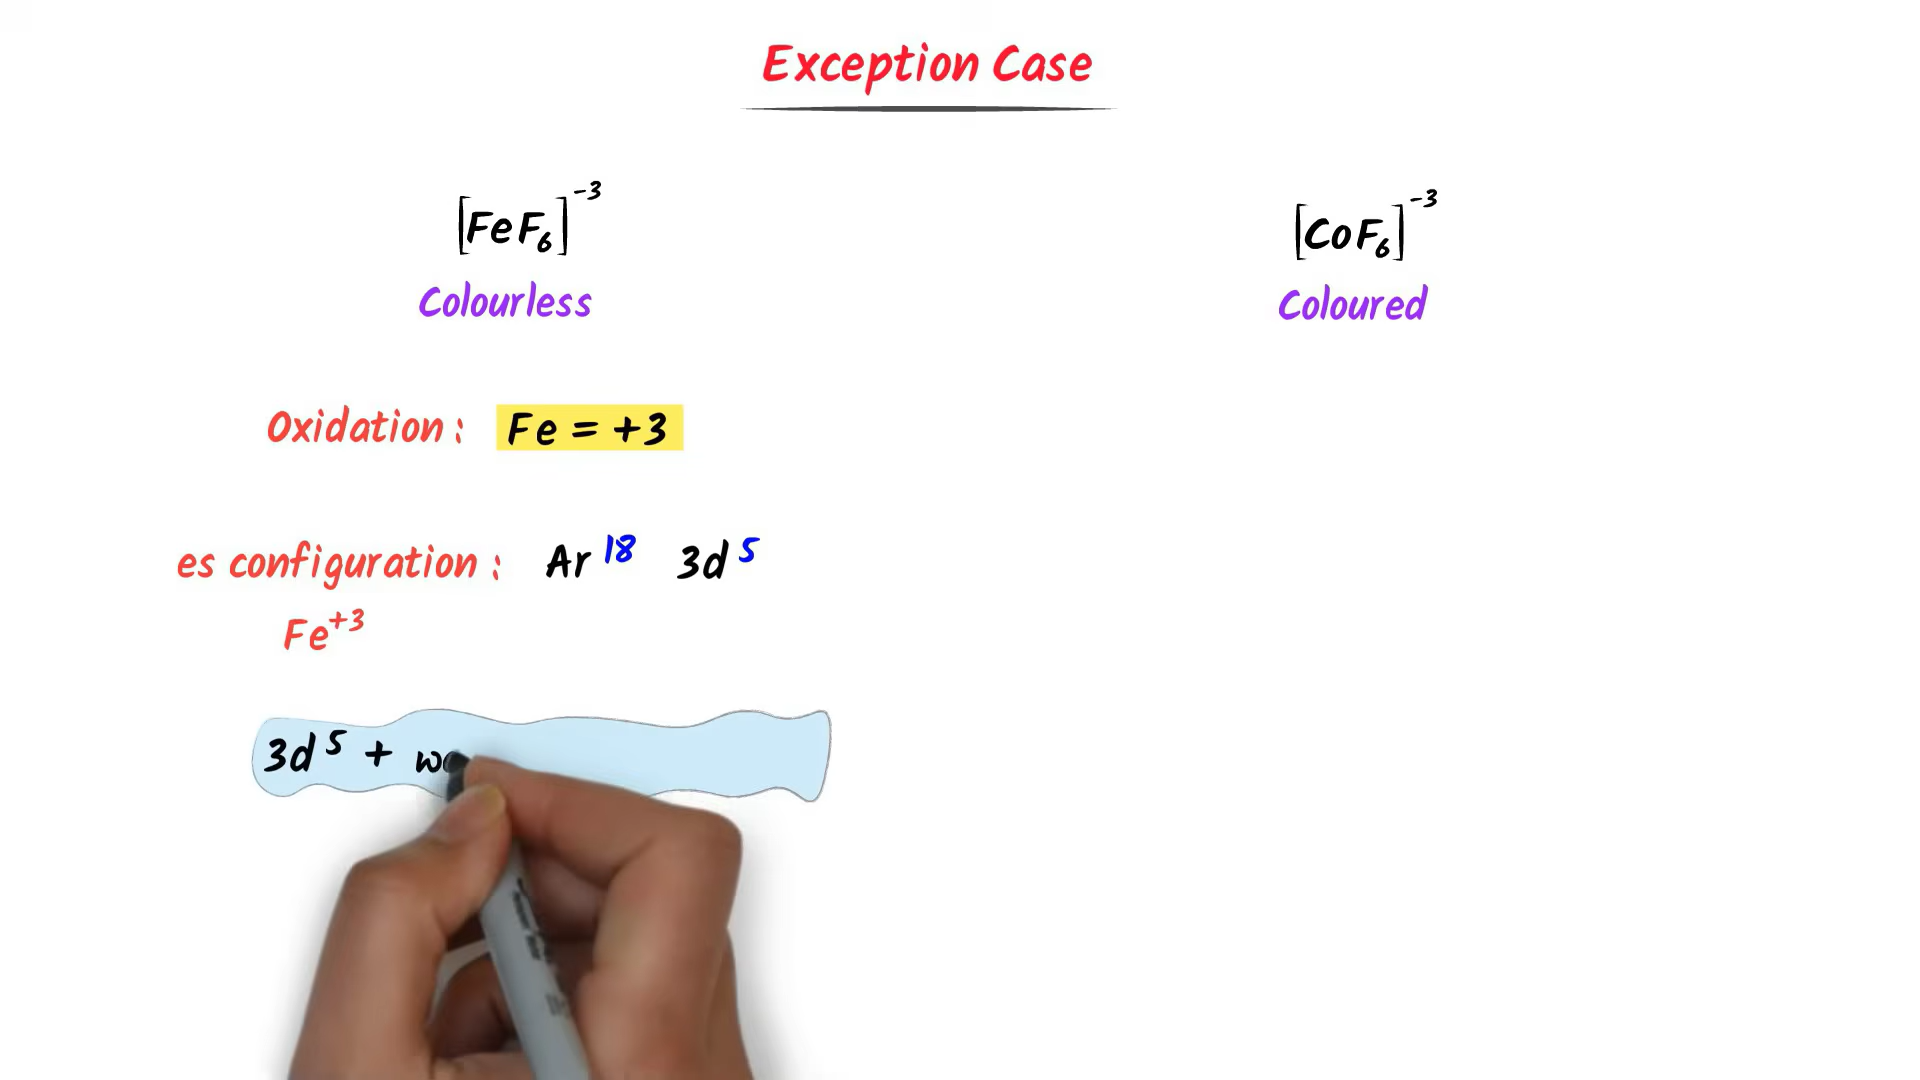 Exception Case
[FeF₆]⁻³
[CoF₆]⁻³
Colourless
Coloured
Oxidation : Fe = +3
es configuration : Ar¹⁸ 3d⁵
Fe⁺³
3d⁵ +